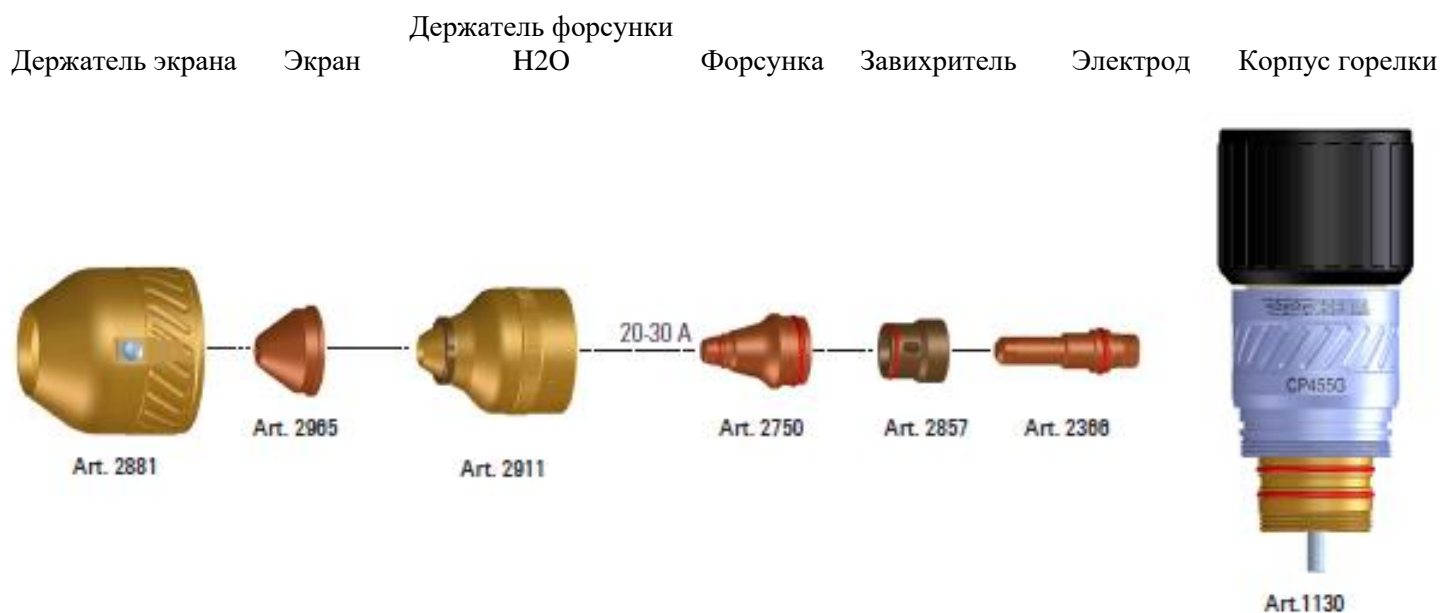 Держатель экрана
Экран
Держатель форсунки
H2O
Форсунка
Завихритель
Электрод
Корпус горелки
20-30 A
CP455G
Art. 2881
Art. 2965
Art. 2911
Art. 2750
Art. 2857
Art. 2366
Art.1130